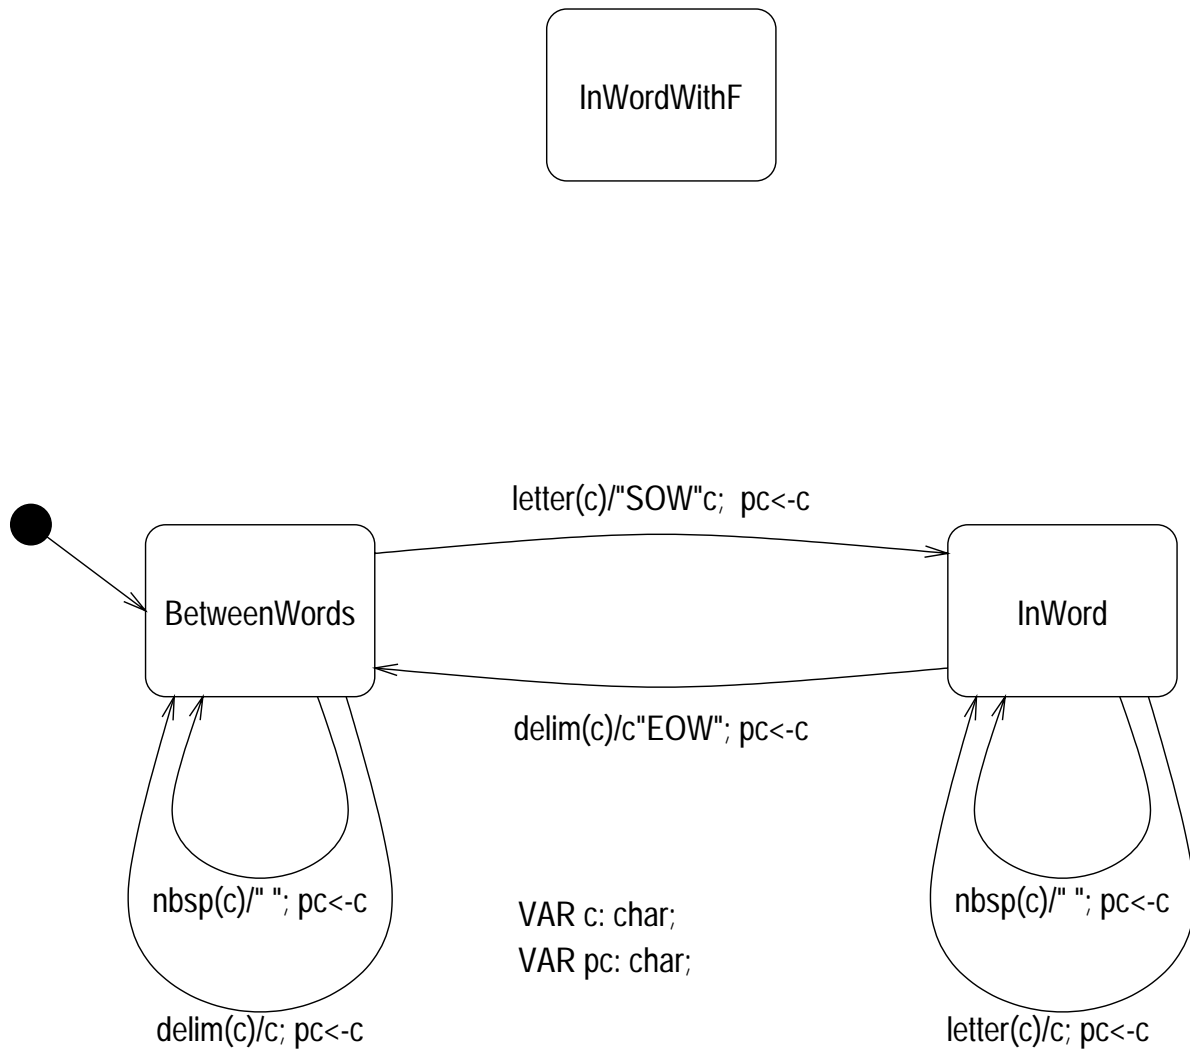 InWordWithF
letter(c)/"SOW"c; pc<-c
BetweenWords
InWord
delim(c)/c"EOW"; pc<-c
nbsp(c)/" "; pc<-c
nbsp(c)/" "; pc<-c
VAR c: char;
VAR pc: char;
delim(c)/c; pc<-c
letter(c)/c; pc<-c